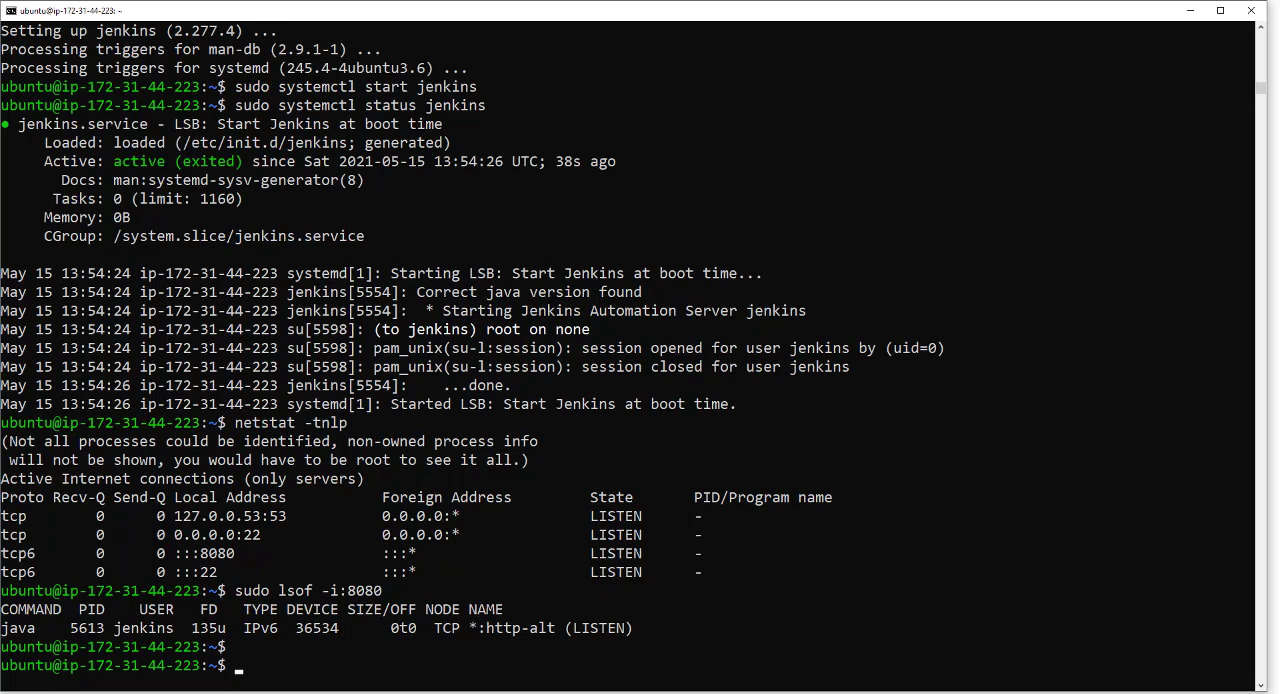 ubuntu@ip-172-31-44-223: ~
Setting up jenkins (2.277.4) ...
Processing triggers for man-db (2.9.1-1) ...
Processing triggers for systemd (245.4-4ubuntu3.6) ...
ubuntu@ip-172-31-44-223:~$ sudo systemctl start jenkins
ubuntu@ip-172-31-44-223:~$ sudo systemctl status jenkins
● jenkins.service - LSB: Start Jenkins at boot time
     Loaded: loaded (/etc/init.d/jenkins; generated)
     Active: active (exited) since Sat 2021-05-15 13:54:26 UTC; 38s ago
       Docs: man:systemd-sysv-generator(8)
      Tasks: 0 (limit: 1160)
     Memory: 0B
     CGroup: /system.slice/jenkins.service
May 15 13:54:24 ip-172-31-44-223 systemd[1]: Starting LSB: Start Jenkins at boot time...
May 15 13:54:24 ip-172-31-44-223 jenkins[5554]: Correct java version found
May 15 13:54:24 ip-172-31-44-223 jenkins[5554]:  * Starting Jenkins Automation Server jenkins
May 15 13:54:24 ip-172-31-44-223 su[5598]: (to jenkins) root on none
May 15 13:54:24 ip-172-31-44-223 su[5598]: pam_unix(su-l:session): session opened for user jenkins by (uid=0)
May 15 13:54:24 ip-172-31-44-223 su[5598]: pam_unix(su-l:session): session closed for user jenkins
May 15 13:54:26 ip-172-31-44-223 jenkins[5554]:    ...done.
May 15 13:54:26 ip-172-31-44-223 systemd[1]: Started LSB: Start Jenkins at boot time.
ubuntu@ip-172-31-44-223:~$ netstat -tnlp
(Not all processes could be identified, non-owned process info
 will not be shown, you would have to be root to see it all.)
Active Internet connections (only servers)
Proto Recv-Q Send-Q Local Address           Foreign Address         State       PID/Program name
tcp        0      0 127.0.0.53:53           0.0.0.0:*               LISTEN      -
tcp        0      0 0.0.0.0:22              0.0.0.0:*               LISTEN      -
tcp6       0      0 :::8080                 :::*                    LISTEN      -
tcp6       0      0 :::22                   :::*                    LISTEN      -
ubuntu@ip-172-31-44-223:~$ sudo lsof -i:8080
COMMAND  PID    USER   FD   TYPE DEVICE SIZE/OFF NODE NAME
java    5613 jenkins  135u  IPv6  36534      0t0  TCP *:http-alt (LISTEN)
ubuntu@ip-172-31-44-223:~$
ubuntu@ip-172-31-44-223:~$